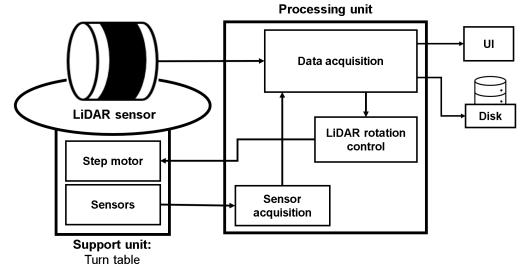 Processing unit
Data acquisition
UI
Disk
LiDAR sensor
LiDAR rotation
control
Step motor
Sensors
Sensor
acquisition
Support unit:
Turn table